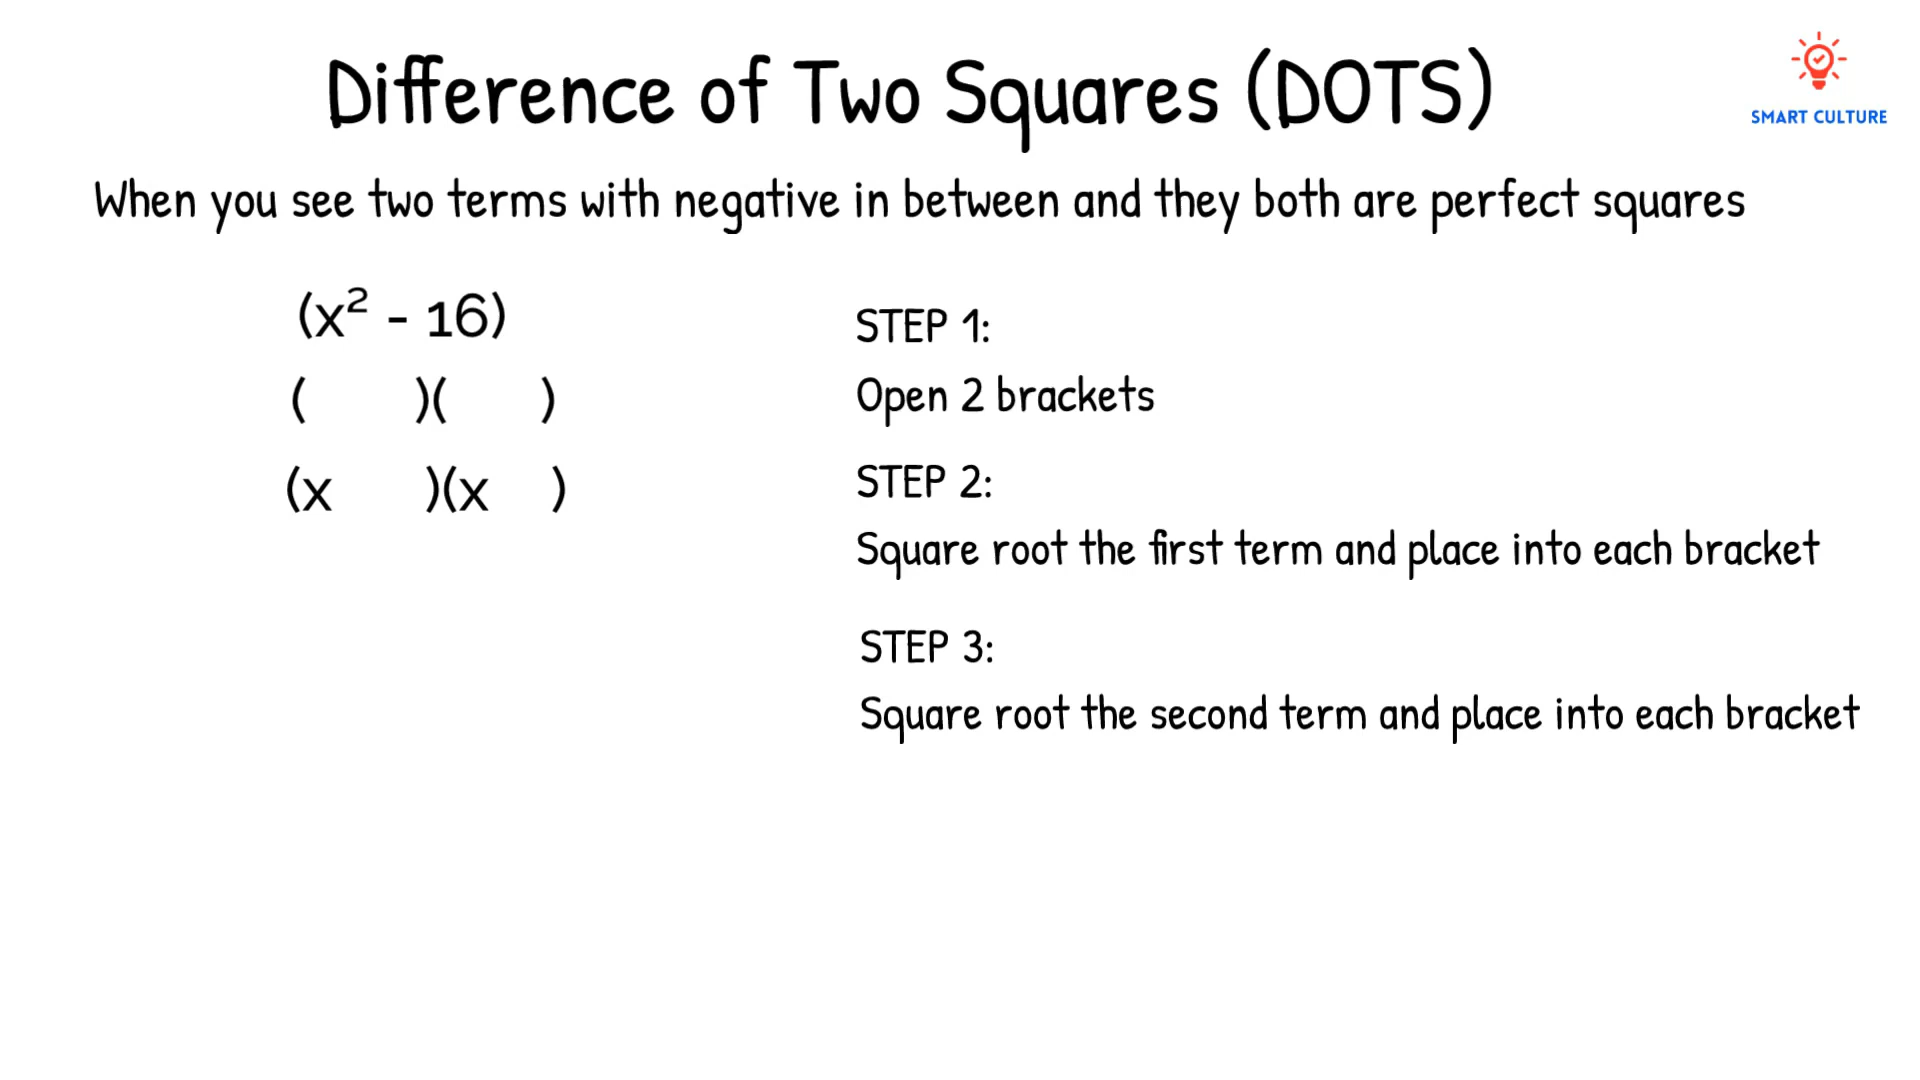 Difference of Two Squares (DOTS)
SMART CULTURE
When you see two terms with negative in between and they both are perfect squares
(x² - 16)
(      )(      )
(x      )(x    )
STEP 1:
Open 2 brackets
STEP 2:
Square root the first term and place into each bracket
STEP 3:
Square root the second term and place into each bracket